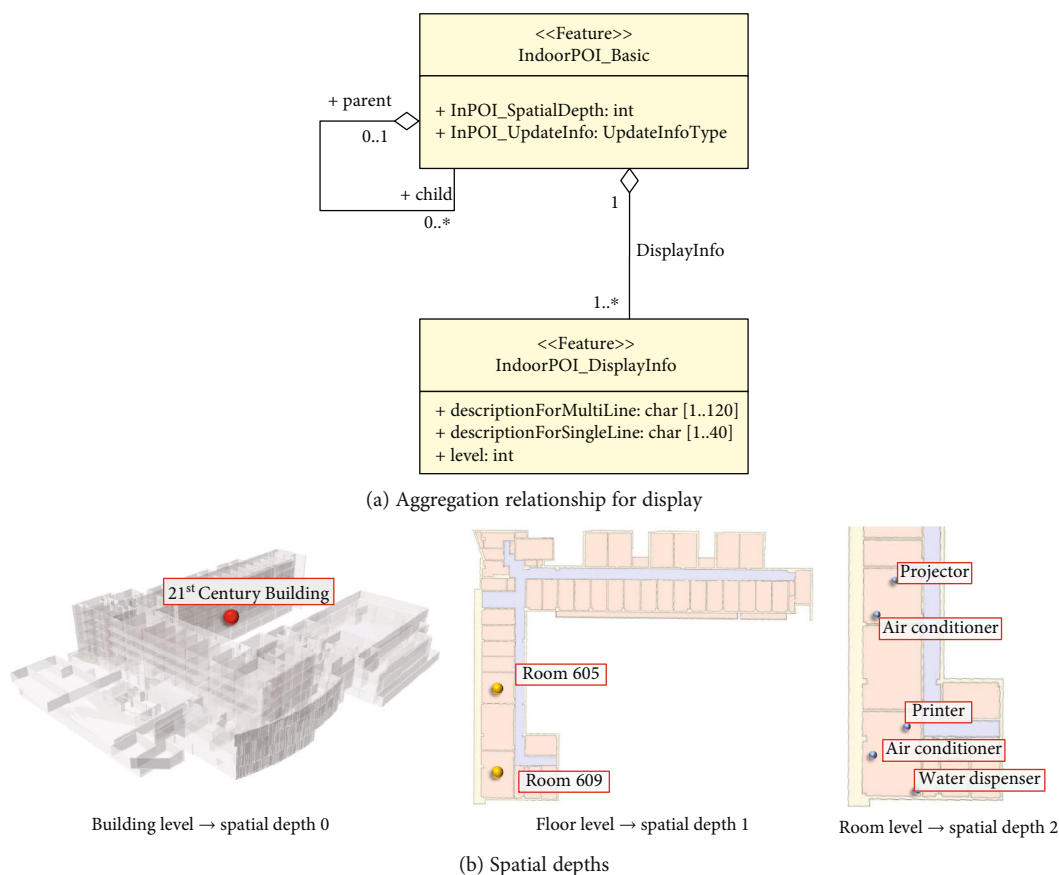 <<Feature>>
IndoorPOI_Basic
+ InPOI_SpatialDepth: int
+ InPOI_UpdateInfo: UpdateInfoType
+ parent
0..1
+ child
0..*
1
DisplayInfo
1..*
<<Feature>>
IndoorPOI_DisplayInfo
+ descriptionForMultiLine: char [1..120]
+ descriptionForSingleLine: char [1..40]
+ level: int
(a) Aggregation relationship for display
21st Century Building
Building level → spatial depth 0
Room 605
Room 609
Floor level → spatial depth 1
Projector
Air conditioner
Printer
Air conditioner
Water dispenser
Room level → spatial depth 2
(b) Spatial depths